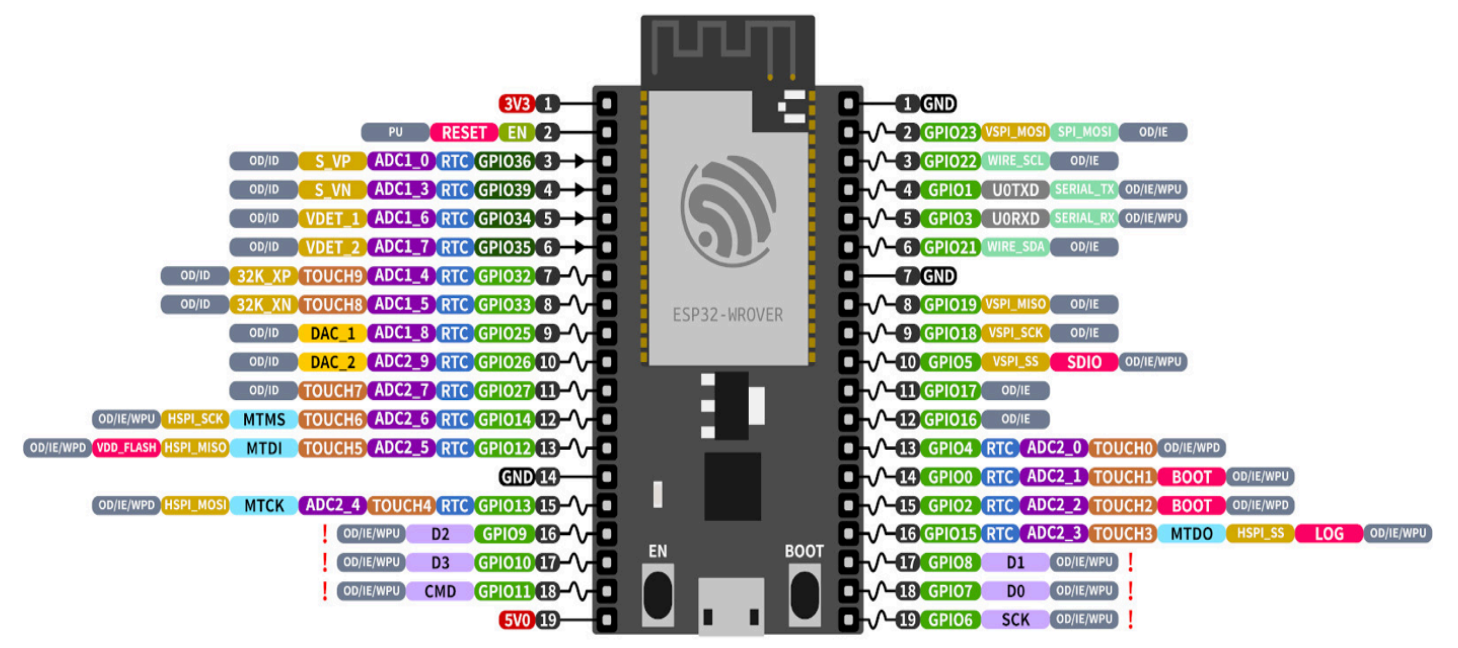 3V3 1 1 GND
PU RESET EN 2 2 GPIO23 VSPI_MOSI SPI_MOSI OD/IE
OD/ID S_VP ADC1_0 RTC GPIO36 3 3 GPIO22 WIRE_SCL OD/IE
OD/ID S_VN ADC1_3 RTC GPIO39 4 4 GPIO1 U0TXD SERIAL_TX OD/IE/WPU
OD/ID VDET_1 ADC1_6 RTC GPIO34 5 5 GPIO3 U0RXD SERIAL_RX OD/IE/WPU
OD/ID VDET_2 ADC1_7 RTC GPIO35 6 6 GPIO21 WIRE_SDA OD/IE
OD/ID 32K_XP TOUCH9 ADC1_4 RTC GPIO32 7 7 GND
OD/ID 32K_XN TOUCH8 ADC1_5 RTC GPIO33 8 8 GPIO19 VSPI_MISO OD/IE
ESP32-WROVER
OD/ID DAC_1 ADC1_8 RTC GPIO25 9 9 GPIO18 VSPI_SCK OD/IE
OD/ID DAC_2 ADC2_9 RTC GPIO26 10 10 GPIO5 VSPI_SS SDIO OD/IE/WPU
OD/ID TOUCH7 ADC2_7 RTC GPIO27 11 11 GPIO17 OD/IE
OD/IE/WPU HSPI_SCK MTMS TOUCH6 ADC2_6 RTC GPIO14 12 12 GPIO16 OD/IE
OD/IE/WPD VDD_FLASH HSPI_MISO MTDI TOUCH5 ADC2_5 RTC GPIO12 13 13 GPIO4 RTC ADC2_0 TOUCH0 OD/IE/WPD
GND 14 14 GPIO0 RTC ADC2_1 TOUCH1 BOOT OD/IE/WPU
OD/IE/WPD HSPI_MOSI MTCK ADC2_4 TOUCH4 RTC GPIO13 15 15 GPIO2 RTC ADC2_2 TOUCH2 BOOT OD/IE/WPD
! OD/IE/WPU D2 GPIO9 16 16 GPIO15 RTC ADC2_3 TOUCH3 MTDO HSPI_SS LOG OD/IE/WPU
EN BOOT
! OD/IE/WPU D3 GPIO10 17 17 GPIO8 D1 OD/IE/WPU !
! OD/IE/WPU CMD GPIO11 18 18 GPIO7 D0 OD/IE/WPU !
5V0 19 19 GPIO6 SCK OD/IE/WPU !